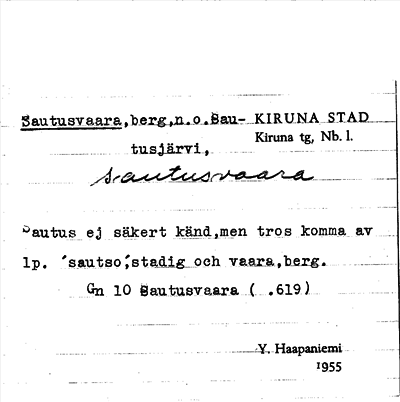 Sautusvaara,berg,n.o.Sau- KIRUNA STAD
tusjärvi, Kiruna tg, Nb. l.
sautusvaara
Sautus ej säkert känd,men tros komma av
lp. ´sautso´,stadig och vaara,berg.
Gn 10 Sautusvaara ( .619)
Y. Haapaniemi
1955